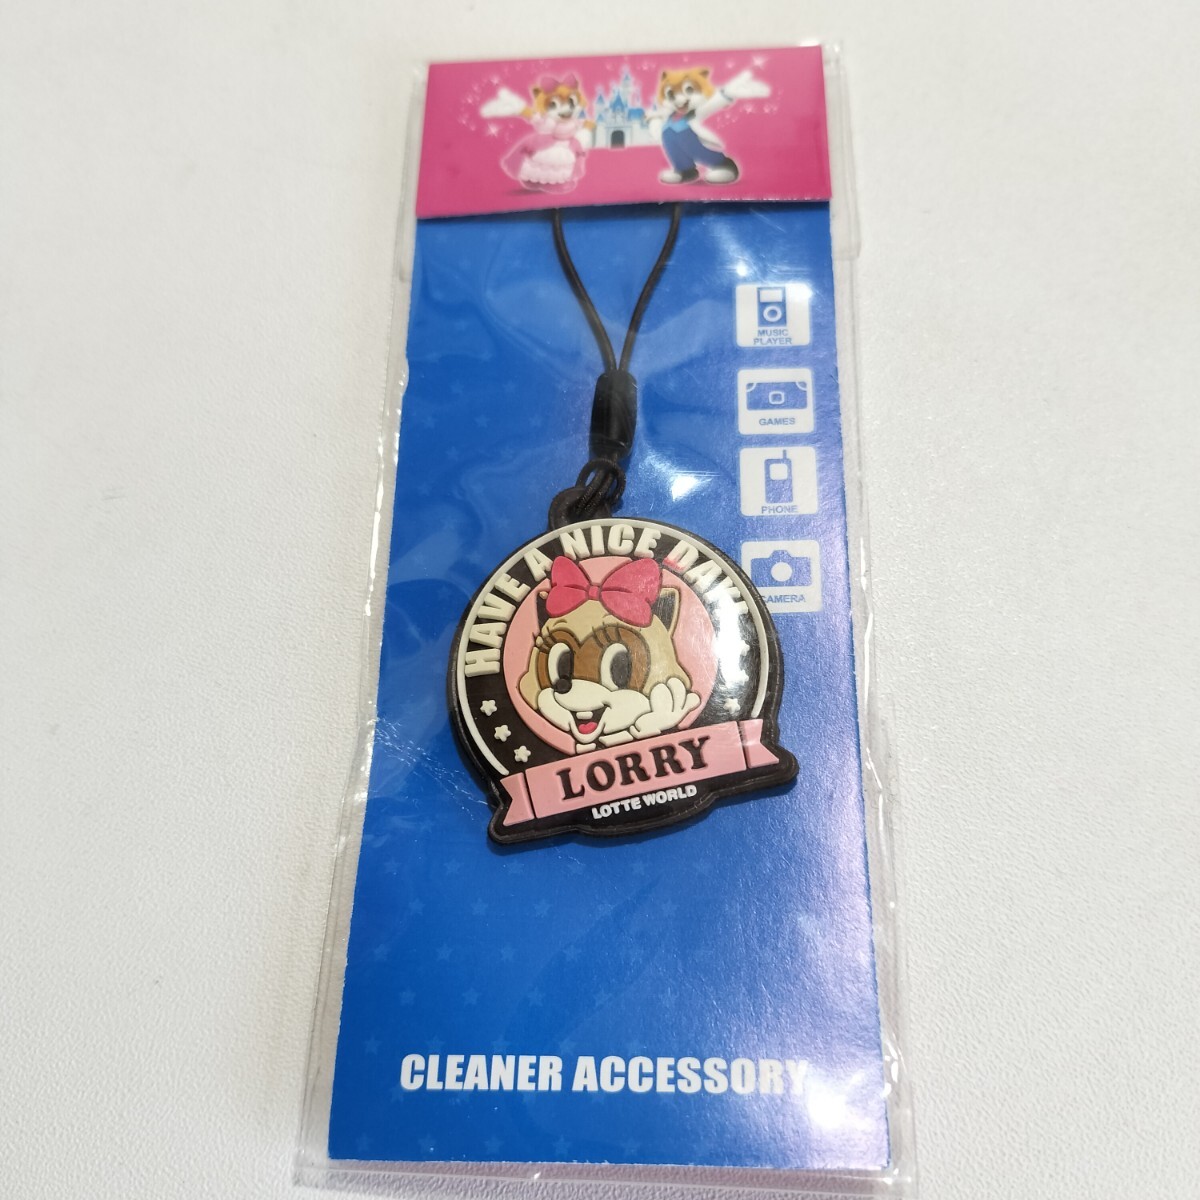 MUSIC
PLAYER
GAMES
PHONE
CAMERA
HAVE A NICE DAY!
LORRY
LOTTE WORLD
CLEANER ACCESSORY